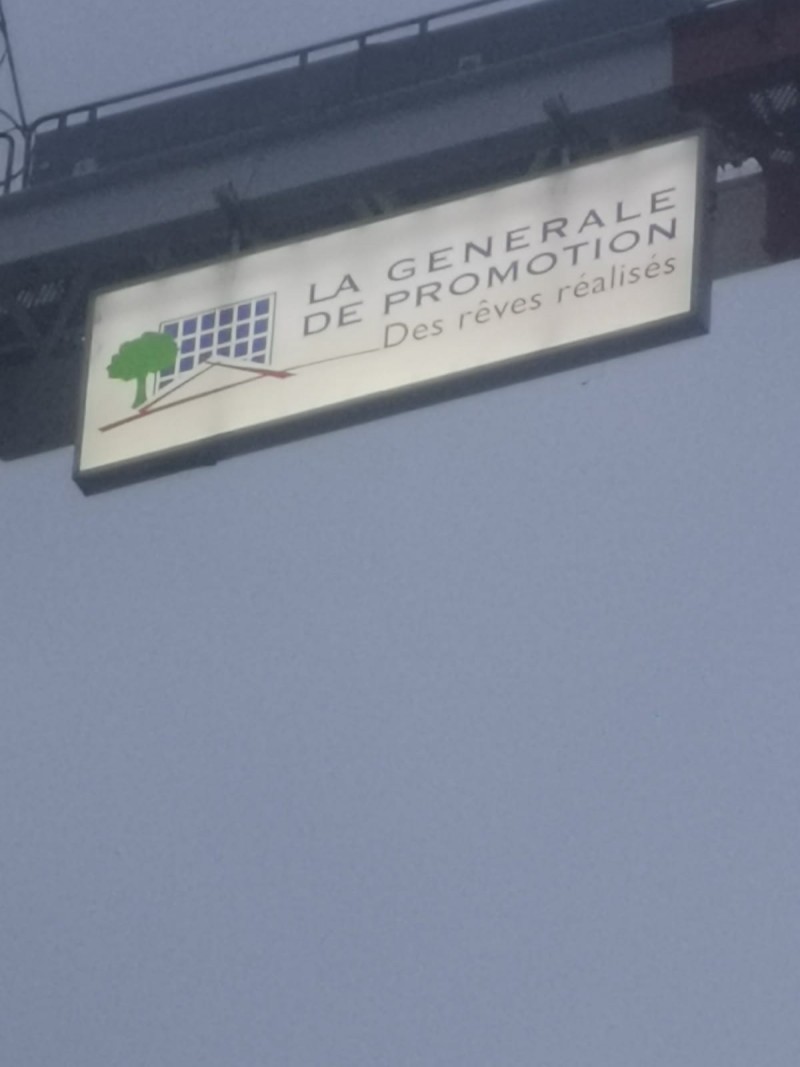 LA GENERALE
DE PROMOTION
Des rêves réalisés